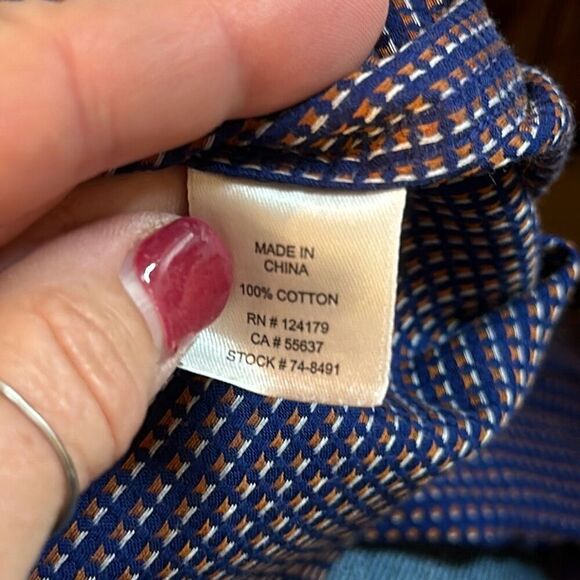 MADE IN
CHINA
100% COTTON
RN # 124179
CA # 55637
STOCK # 74-8491